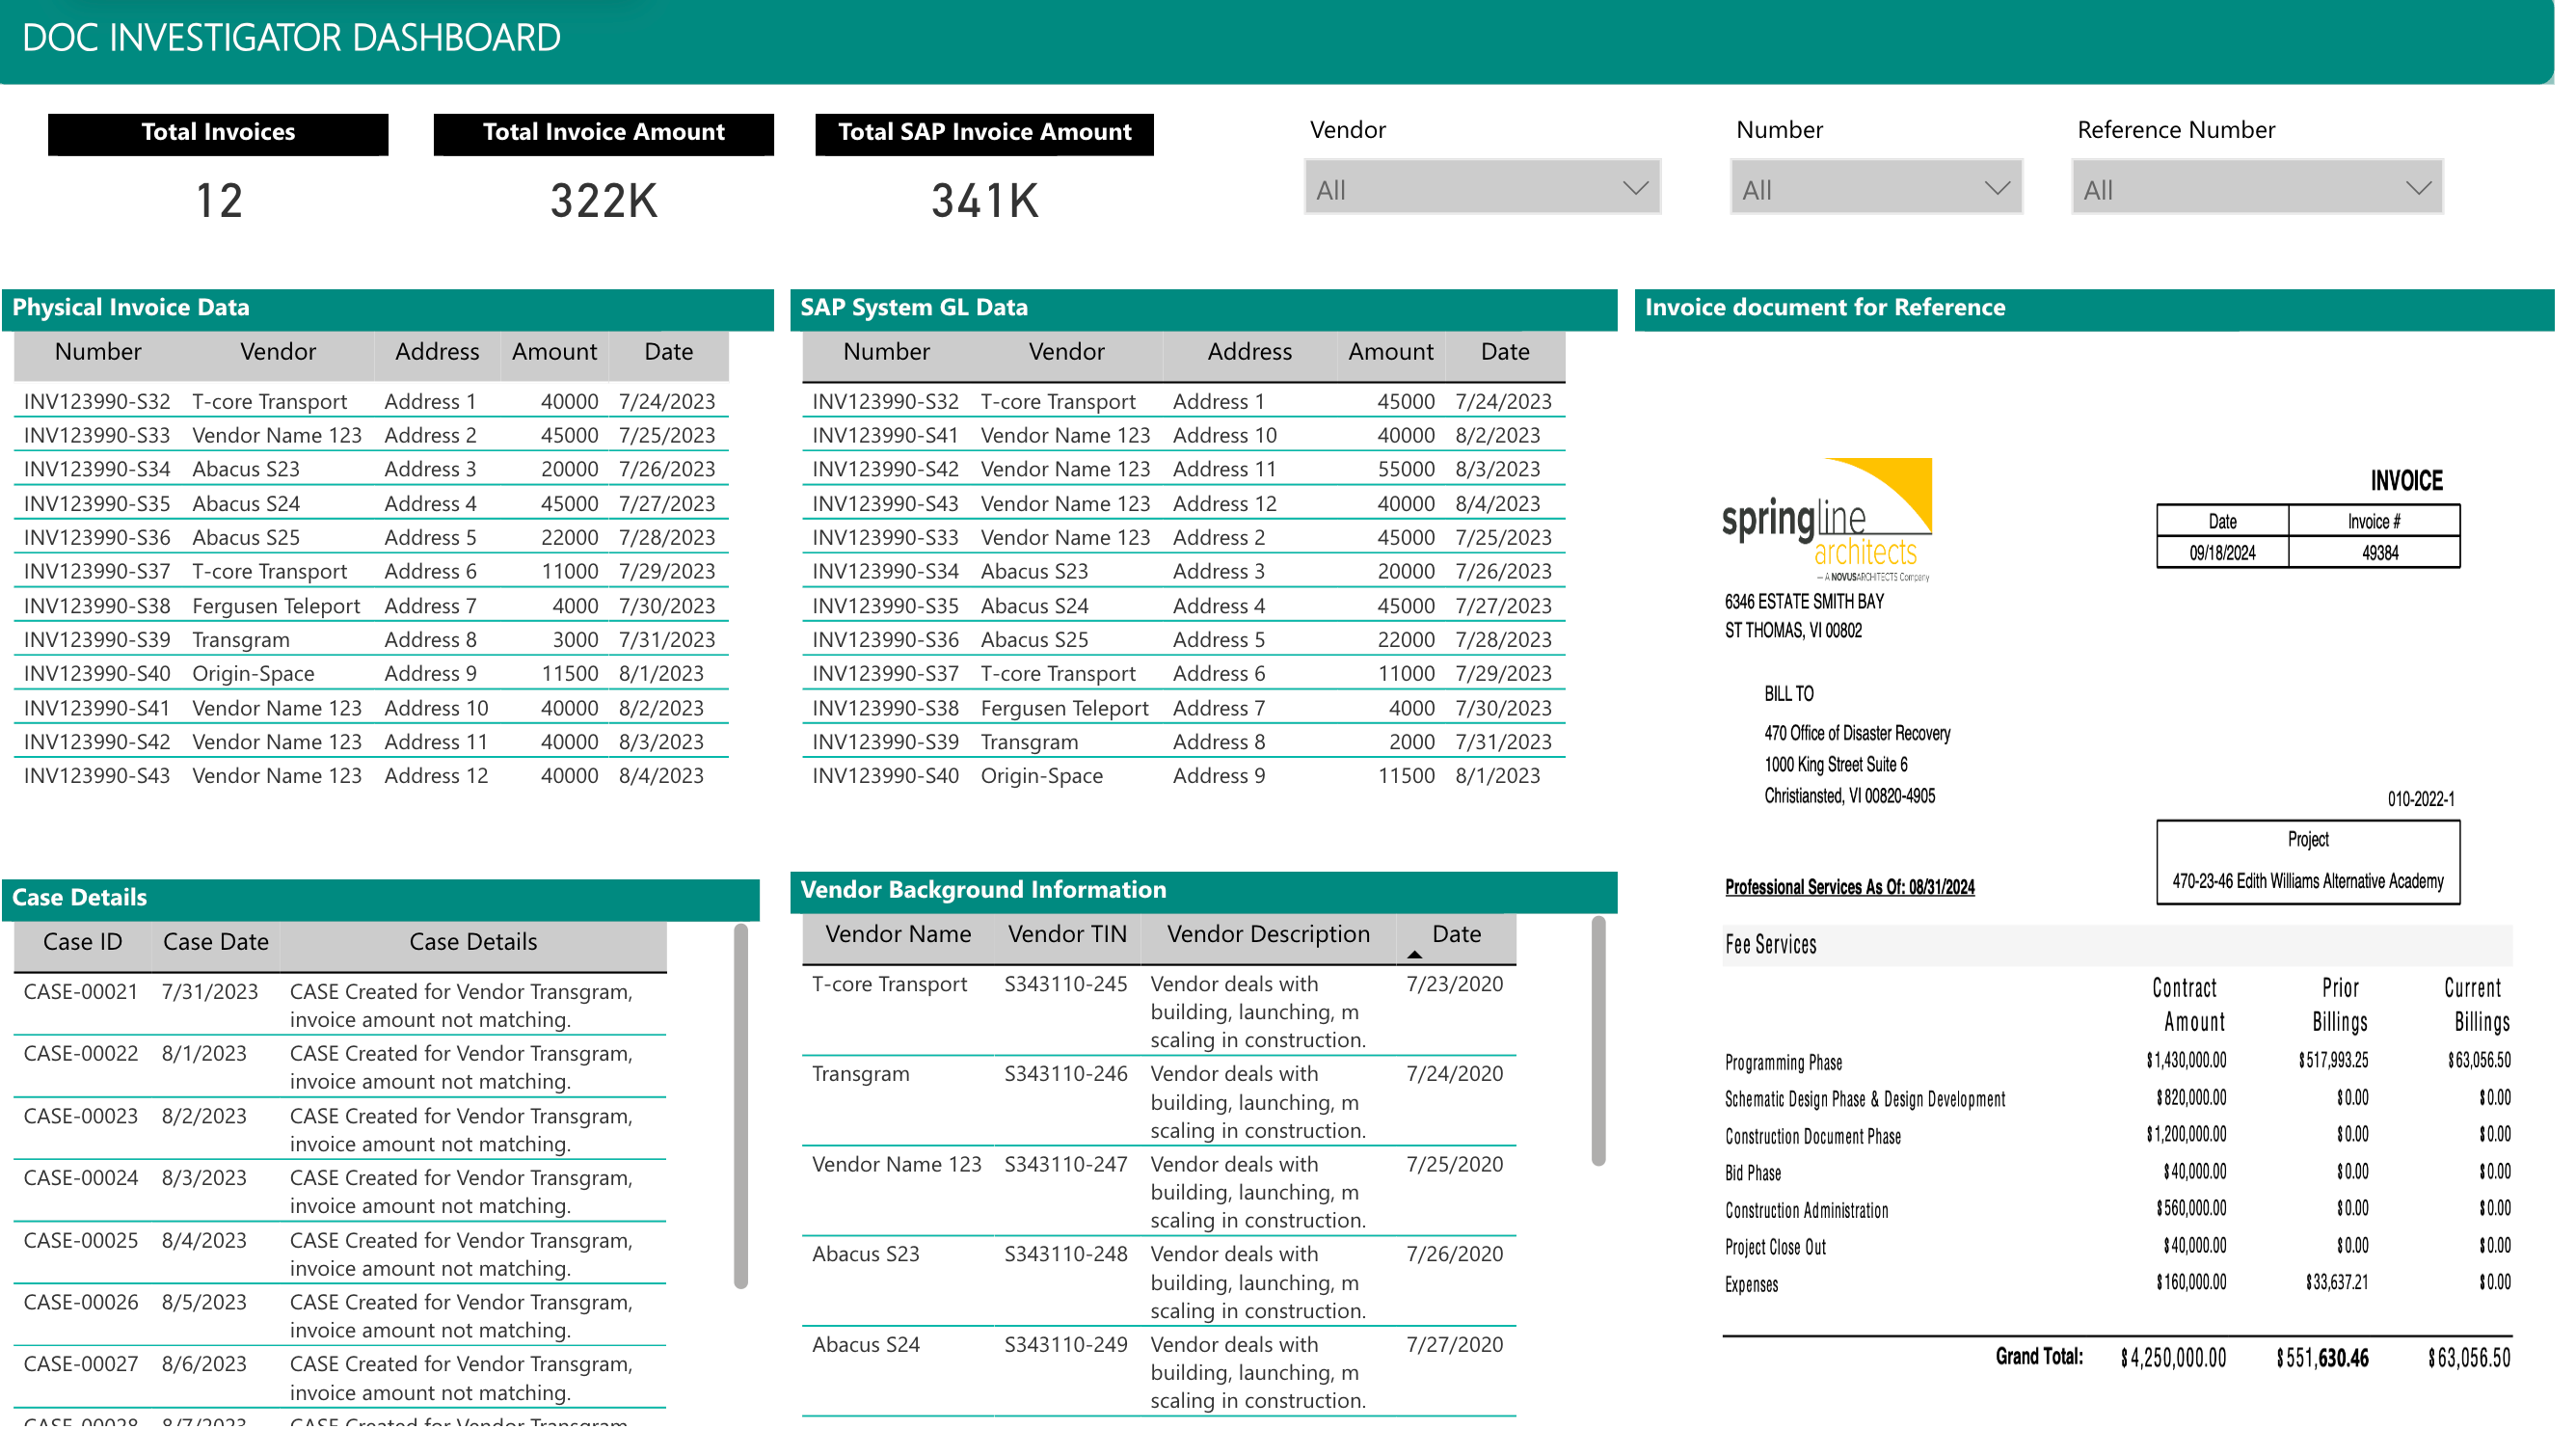 DOC INVESTIGATOR DASHBOARD
Total Invoices
12
Total Invoice Amount
322K
Total SAP Invoice Amount
341K
Vendor
All
Number
All
Reference Number
All
Physical Invoice Data
Number Vendor Address Amount Date
INV123990-S32 T-core Transport Address 1 40000 7/24/2023
INV123990-S33 Vendor Name 123 Address 2 45000 7/25/2023
INV123990-S34 Abacus S23 Address 3 20000 7/26/2023
INV123990-S35 Abacus S24 Address 4 45000 7/27/2023
INV123990-S36 Abacus S25 Address 5 22000 7/28/2023
INV123990-S37 T-core Transport Address 6 11000 7/29/2023
INV123990-S38 Fergusen Teleport Address 7 4000 7/30/2023
INV123990-S39 Transgram Address 8 3000 7/31/2023
INV123990-S40 Origin-Space Address 9 11500 8/1/2023
INV123990-S41 Vendor Name 123 Address 10 40000 8/2/2023
INV123990-S42 Vendor Name 123 Address 11 40000 8/3/2023
INV123990-S43 Vendor Name 123 Address 12 40000 8/4/2023
SAP System GL Data
Number Vendor Address Amount Date
INV123990-S32 T-core Transport Address 1 45000 7/24/2023
INV123990-S41 Vendor Name 123 Address 10 40000 8/2/2023
INV123990-S42 Vendor Name 123 Address 11 55000 8/3/2023
INV123990-S43 Vendor Name 123 Address 12 40000 8/4/2023
INV123990-S33 Vendor Name 123 Address 2 45000 7/25/2023
INV123990-S34 Abacus S23 Address 3 20000 7/26/2023
INV123990-S35 Abacus S24 Address 4 45000 7/27/2023
INV123990-S36 Abacus S25 Address 5 22000 7/28/2023
INV123990-S37 T-core Transport Address 6 11000 7/29/2023
INV123990-S38 Fergusen Teleport Address 7 4000 7/30/2023
INV123990-S39 Transgram Address 8 2000 7/31/2023
INV123990-S40 Origin-Space Address 9 11500 8/1/2023
Case Details
Case ID Case Date Case Details
CASE-00021 7/31/2023 CASE Created for Vendor Transgram,
invoice amount not matching.
CASE-00022 8/1/2023 CASE Created for Vendor Transgram,
invoice amount not matching.
CASE-00023 8/2/2023 CASE Created for Vendor Transgram,
invoice amount not matching.
CASE-00024 8/3/2023 CASE Created for Vendor Transgram,
invoice amount not matching.
CASE-00025 8/4/2023 CASE Created for Vendor Transgram,
invoice amount not matching.
CASE-00026 8/5/2023 CASE Created for Vendor Transgram,
invoice amount not matching.
CASE-00027 8/6/2023 CASE Created for Vendor Transgram,
invoice amount not matching.
CASE-00028 8/7/2023 CASE Created for Vendor Transgram,
Vendor Background Information
Vendor Name Vendor TIN Vendor Description Date
T-core Transport S343110-245 Vendor deals with 7/23/2020
building, launching, m
scaling in construction.
Transgram S343110-246 Vendor deals with 7/24/2020
building, launching, m
scaling in construction.
Vendor Name 123 S343110-247 Vendor deals with 7/25/2020
building, launching, m
scaling in construction.
Abacus S23 S343110-248 Vendor deals with 7/26/2020
building, launching, m
scaling in construction.
Abacus S24 S343110-249 Vendor deals with 7/27/2020
building, launching, m
scaling in construction.
Invoice document for Reference
springline
architects
— A NOVUSARCHITECTS Company
6346 ESTATE SMITH BAY
ST THOMAS, VI 00802
INVOICE
Date Invoice #
09/18/2024 49384
BILL TO
470 Office of Disaster Recovery
1000 King Street Suite 6
Christiansted, VI 00820-4905
010-2022-1
Project
470-23-46 Edith Williams Alternative Academy
Professional Services As Of: 08/31/2024
Fee Services
Contract Prior Current
Amount Billings Billings
Programming Phase $1,430,000.00 $517,993.25 $63,056.50
Schematic Design Phase & Design Development $820,000.00 $0.00 $0.00
Construction Document Phase $1,200,000.00 $0.00 $0.00
Bid Phase $40,000.00 $0.00 $0.00
Construction Administration $560,000.00 $0.00 $0.00
Project Close Out $40,000.00 $0.00 $0.00
Expenses $160,000.00 $33,637.21 $0.00
Grand Total: $4,250,000.00 $551,630.46 $63,056.50